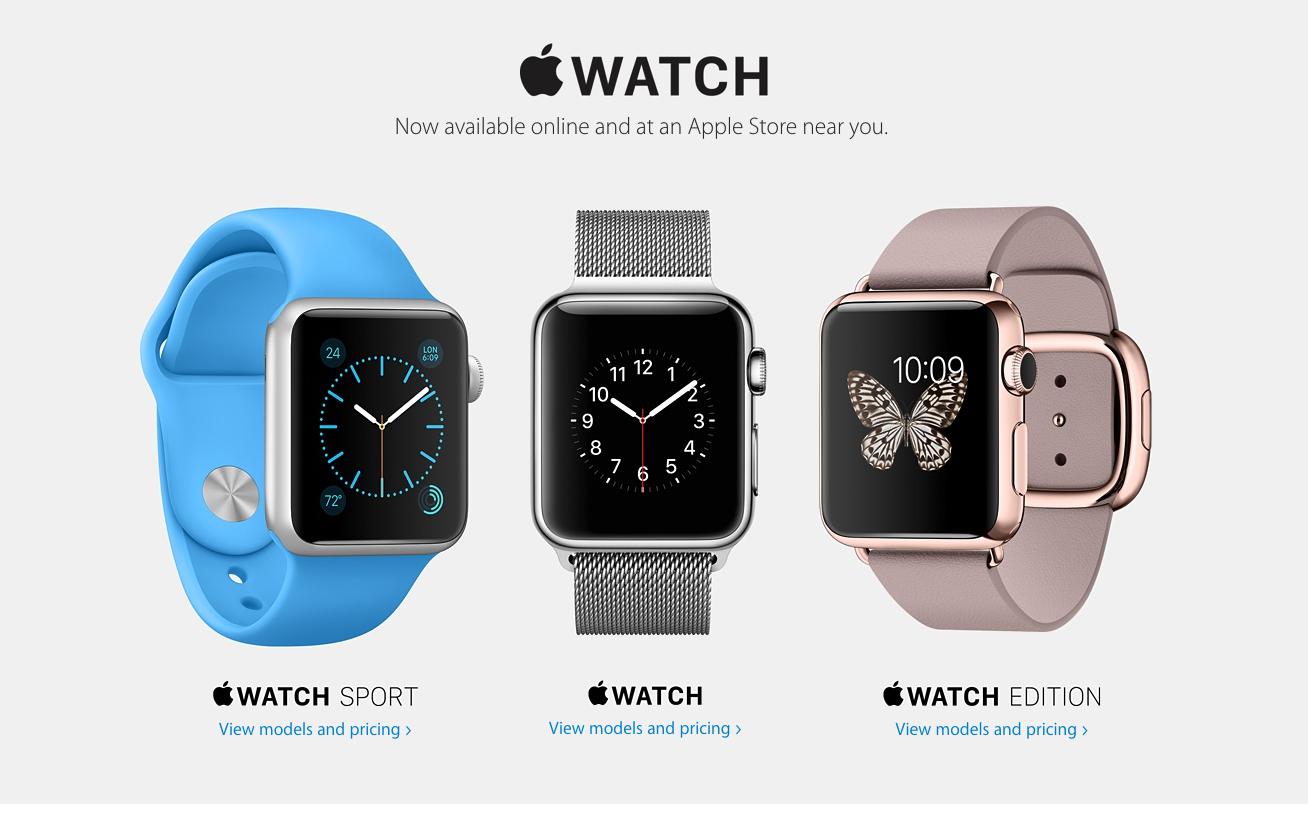 WATCH
Now available online and at an Apple Store near you.
24
LON
6:09
72°
12
1
2
3
4
5
6
7
8
9
10
11
10:09
WATCH SPORT
View models and pricing ›
WATCH
View models and pricing ›
WATCH EDITION
View models and pricing ›